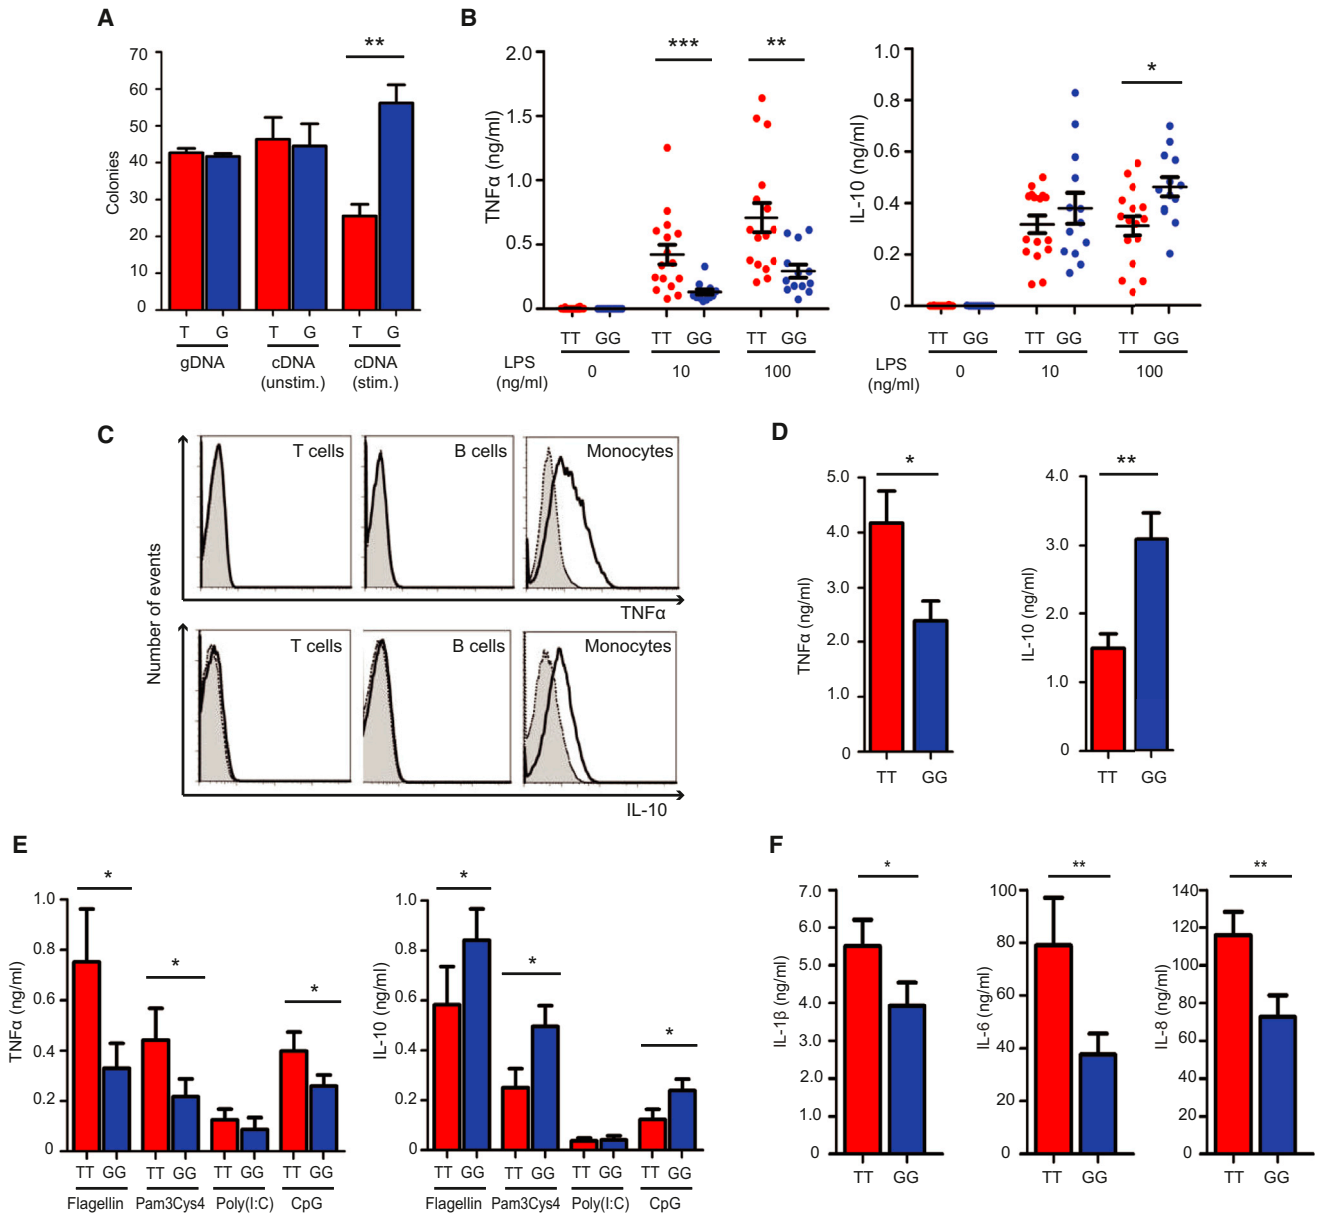 A
**
70
60
50
40
30
20
10
0
Colonies
T G T G T G
gDNA cDNA cDNA
(unstim.) (stim.)
B
*** **
2.0
1.5
1.0
0.5
0
TNFα (ng/ml)
TT GG TT GG TT GG
LPS
(ng/ml)
0 10 100
*
1.0
0.8
0.6
0.4
0.2
0
IL-10 (ng/ml)
TT GG TT GG TT GG
LPS
(ng/ml)
0 10 100
C
T cells B cells Monocytes
TNFα
Number of events
T cells B cells Monocytes
IL-10
D
*
5.0
4.0
3.0
2.0
1.0
0
TNFα (ng/ml)
TT GG
**
4.0
3.0
2.0
1.0
0
IL-10 (ng/ml)
TT GG
E
* * *
1.0
0.8
0.6
0.4
0.2
0
TNFα (ng/ml)
TT GG TT GG TT GG TT GG
Flagellin Pam3Cys4 Poly(I:C) CpG
* * *
1.0
0.8
0.6
0.4
0.2
0
IL-10 (ng/ml)
TT GG TT GG TT GG TT GG
Flagellin Pam3Cys4 Poly(I:C) CpG
F
*
7.0
6.0
5.0
4.0
3.0
2.0
1.0
0
IL-1β (ng/ml)
TT GG
**
100
80
60
40
20
0
IL-6 (ng/ml)
TT GG
**
140
120
100
80
60
40
20
0
IL-8 (ng/ml)
TT GG